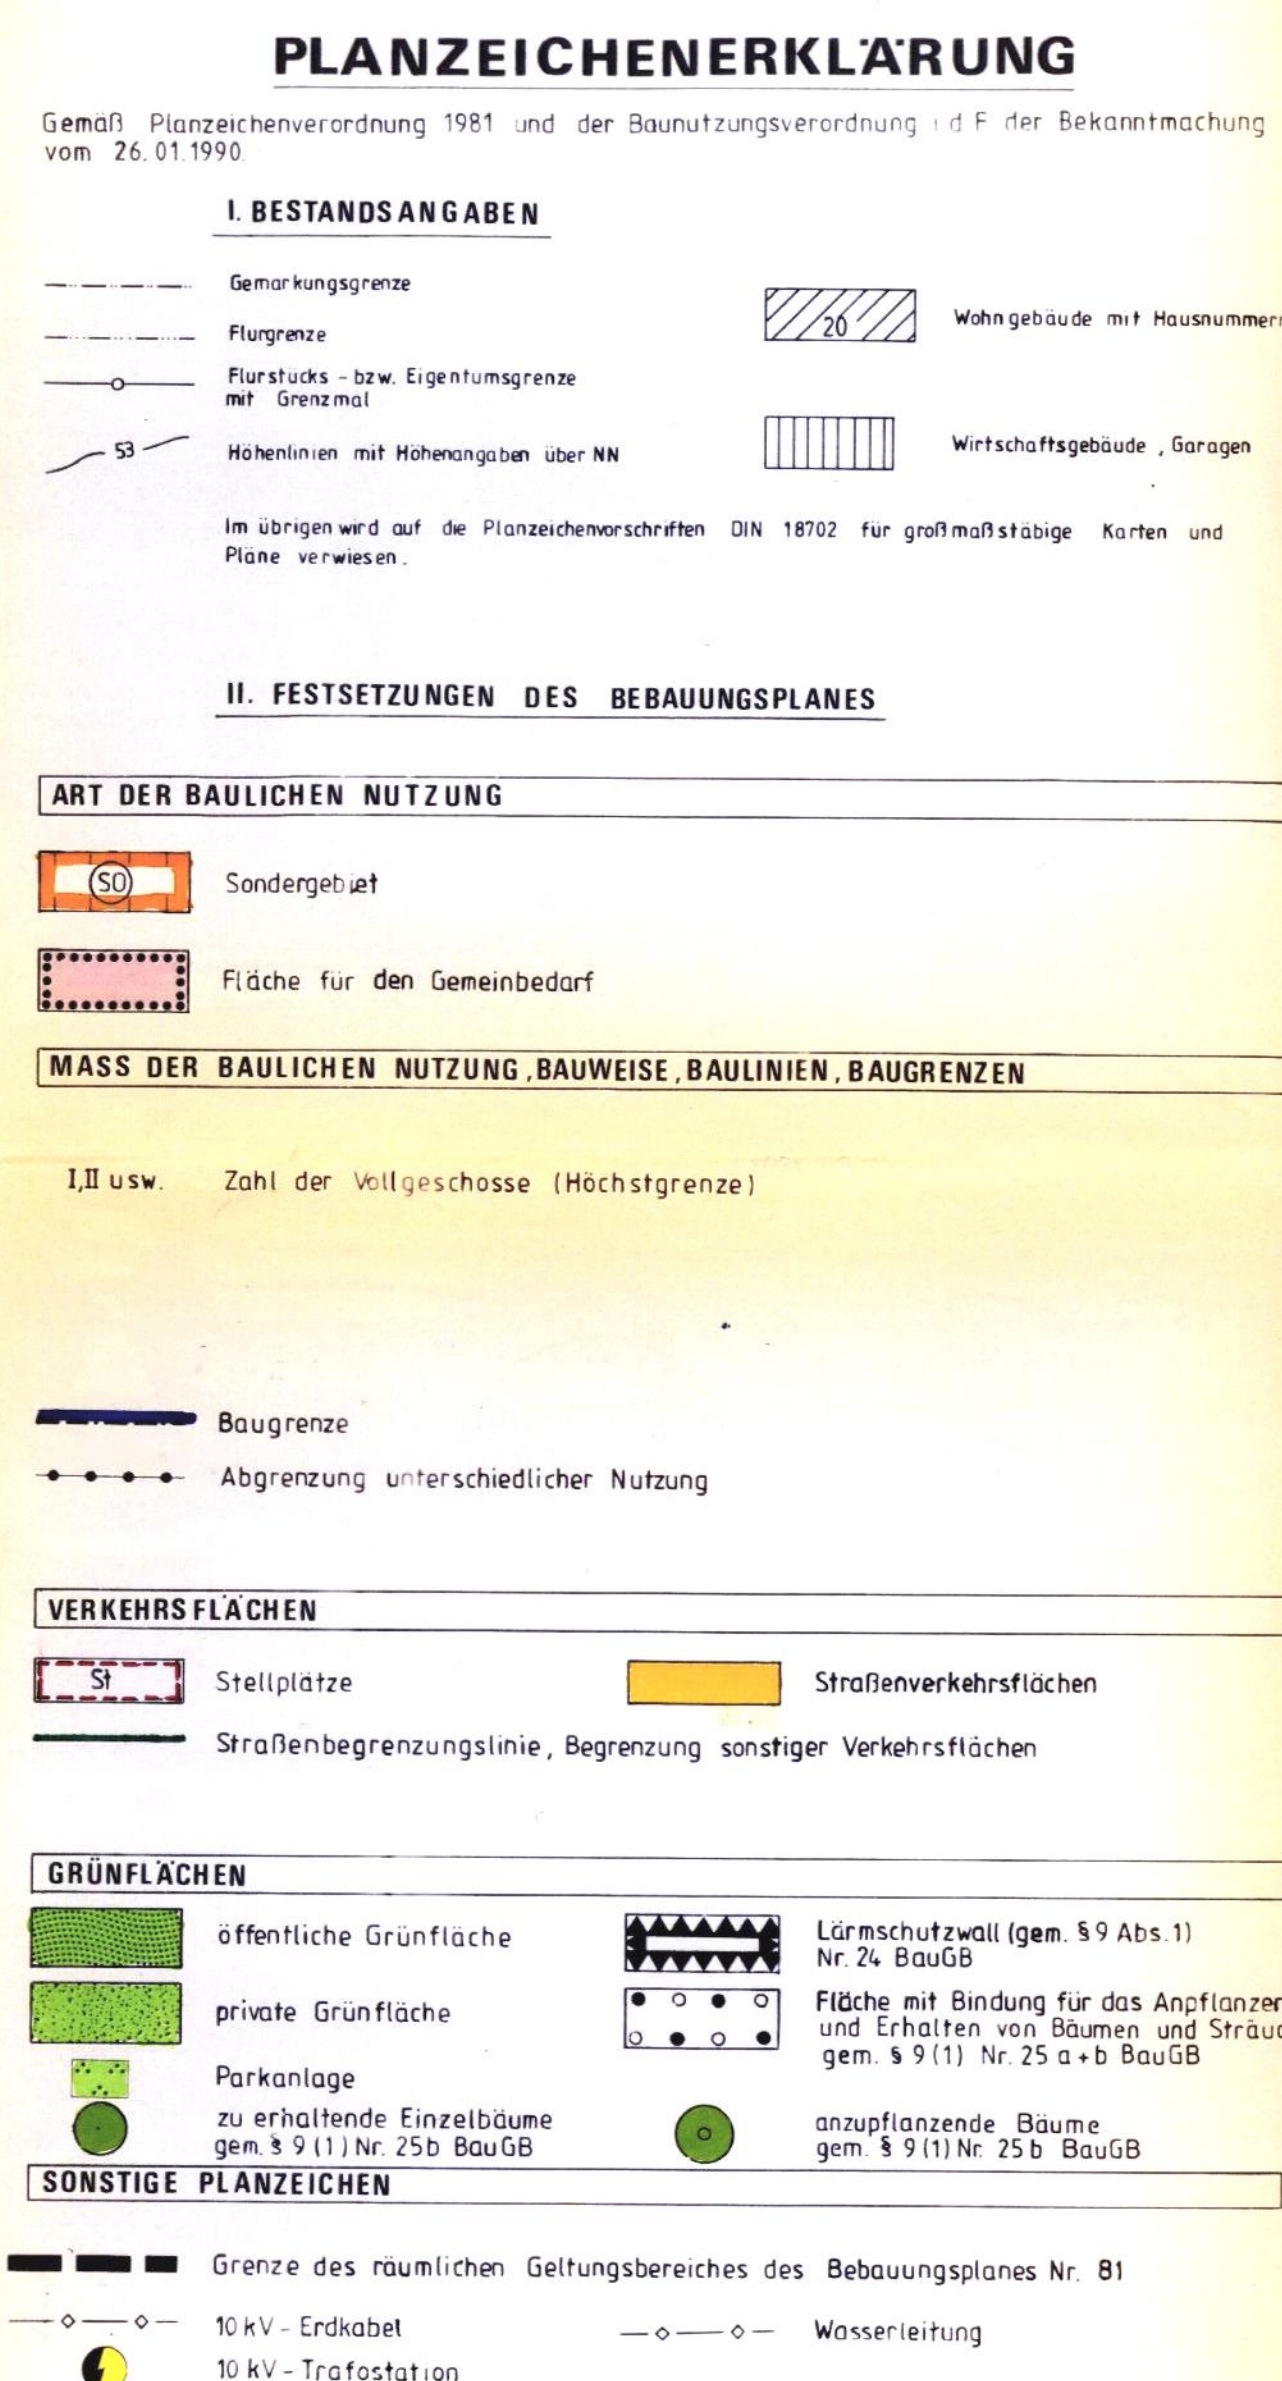 PLANZEICHENERKLÄRUNG
Gemäß Planzeichenverordnung 1981 und der Baunutzungsverordnung i d F der Bekanntmachung
vom 26.01.1990.
I. BESTANDSANGABEN
Gemarkungsgrenze
Flurgrenze
Flurstücks - bzw. Eigentumsgrenze
mit Grenzmal
53
Höhenlinien mit Höhenangaben über NN
20
Wohngebäude mit Hausnummern
Wirtschaftsgebäude , Garagen
Im übrigen wird auf die Planzeichenvorschriften DIN 18702 für großmaßstäbige Karten und
Pläne verwiesen.
II. FESTSETZUNGEN DES BEBAUUNGSPLANES
ART DER BAULICHEN NUTZUNG
SO
Sondergebiet
Fläche für den Gemeinbedarf
MASS DER BAULICHEN NUTZUNG, BAUWEISE, BAULINIEN, BAUGRENZEN
I,II usw. Zahl der Vollgeschosse (Höchstgrenze)
Baugrenze
Abgrenzung unterschiedlicher Nutzung
VERKEHRSFLÄCHEN
St
Stellplätze
Straßenverkehrsflächen
Straßenbegrenzungslinie, Begrenzung sonstiger Verkehrsflächen
GRÜNFLÄCHEN
öffentliche Grünfläche
Lärmschutzwall (gem. § 9 Abs. 1)
Nr. 24 BauGB
private Grünfläche
Fläche mit Bindung für das Anpflanzen
und Erhalten von Bäumen und Sträuc
gem. § 9 (1) Nr. 25 a + b BauGB
Parkanlage
zu erhaltende Einzelbäume
gem. § 9 (1) Nr. 25b BauGB
anzupflanzende Bäume
gem. § 9 (1) Nr. 25 b BauGB
SONSTIGE PLANZEICHEN
Grenze des räumlichen Geltungsbereiches des Bebauungsplanes Nr. 81
10 kV - Erdkabel
Wasserleitung
10 kV - Trafostation